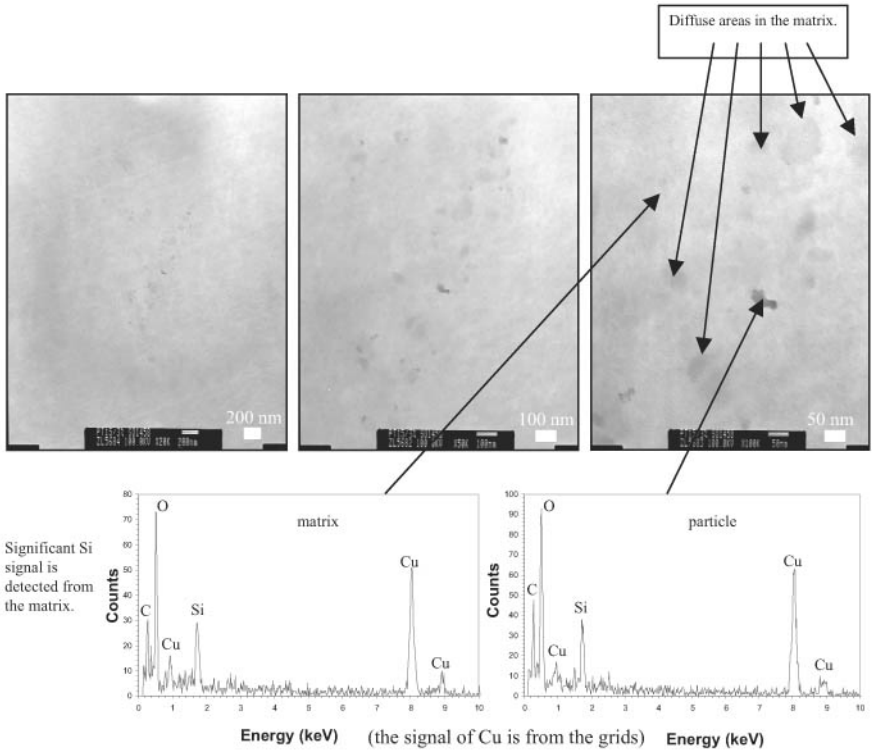 Diffuse areas in the matrix.
200 nm
100 nm
50 nm
Significant Si
signal is
detected from
the matrix.
80
70
60
50
40
30
20
10
0
Counts
O
C
Cu
Si
matrix
Cu
Cu
0 1 2 3 4 5 6 7 8 9 10
Energy (keV)
(the signal of Cu is from the grids)
100
90
80
70
60
50
40
30
20
10
0
Counts
O
C
Cu
Si
particle
Cu
Cu
0 1 2 3 4 5 6 7 8 9 10
Energy (keV)